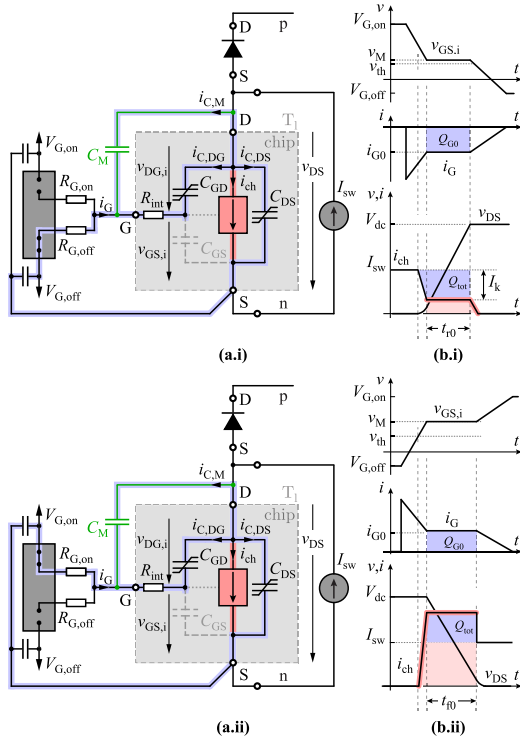 D
p
S
D
i_C,M
T_1
chip
C_M
V_G,on
v_DG,i
i_C,DG
i_C,DS
v_DS
R_G,on
i_G
R_int
C_GD
i_ch
C_DS
I_sw
G
R_G,off
v_GS,i
C_GS
V_G,off
S
n
(a.i)
v
V_G,on
v_M
v_GS,i
v_th
t
V_G,off
i
Q_G0
t
i_G0
i_G
v,i
V_dc
v_DS
I_sw
i_ch
Q_tot
I_k
t
t_r0
(b.i)
D
p
S
D
i_C,M
T_1
chip
C_M
V_G,on
v_DG,i
i_C,DG
i_C,DS
v_DS
R_G,on
i_G
R_int
C_GD
i_ch
C_DS
I_sw
G
R_G,off
v_GS,i
C_GS
V_G,off
S
n
(a.ii)
v
V_G,on
v_GS,i
v_M
v_th
t
V_G,off
i
i_G
i_G0
Q_G0
t
v,i
V_dc
Q_tot
I_sw
i_ch
v_DS
t
t_f0
(b.ii)